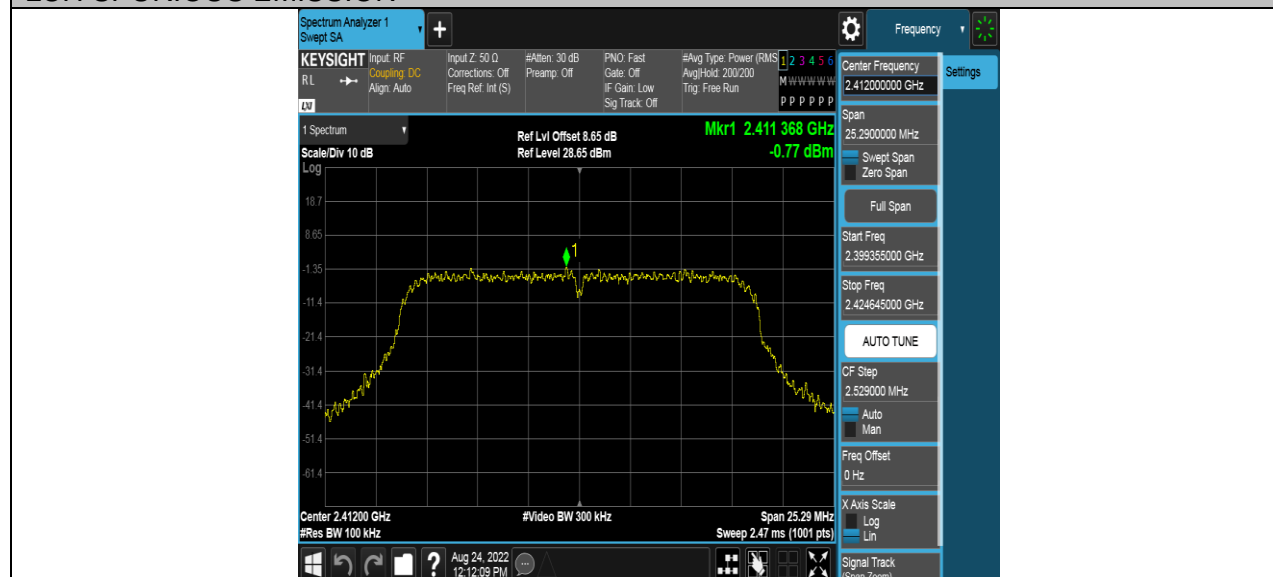 Spectrum Analyzer 1
Swept SA
+
Frequency
KEYSIGHT
RL
LXI
Input: RF
Coupling: DC
Align: Auto
Input Z: 50 Ω
Corrections: Off
Freq Ref: Int (S)
#Atten: 30 dB
Preamp: Off
PNO: Fast
Gate: Off
IF Gain: Low
Sig Track: Off
#Avg Type: Power (RMS
Avg|Hold: 200/200
Trig: Free Run
1 2 3 4 5 6
M W W W W W
P P P P P P
1 Spectrum
Scale/Div 10 dB
Log
Ref Lvl Offset 8.65 dB
Ref Level 28.65 dBm
Mkr1 2.411 368 GHz
-0.77 dBm
18.7
8.65
-1.35
-11.4
-21.4
-31.4
-41.4
-51.4
-61.4
1
Center 2.41200 GHz
#Res BW 100 kHz
#Video BW 300 kHz
Span 25.29 MHz
Sweep 2.47 ms (1001 pts)
?
Aug 24, 2022
12:12:09 PM
Center Frequency
2.412000000 GHz
Span
25.2900000 MHz
Swept Span
Zero Span
Full Span
Start Freq
2.399355000 GHz
Stop Freq
2.424645000 GHz
AUTO TUNE
CF Step
2.529000 MHz
Auto
Man
Freq Offset
0 Hz
X Axis Scale
Log
Lin
Signal Track
(Span Zoom)
Settings